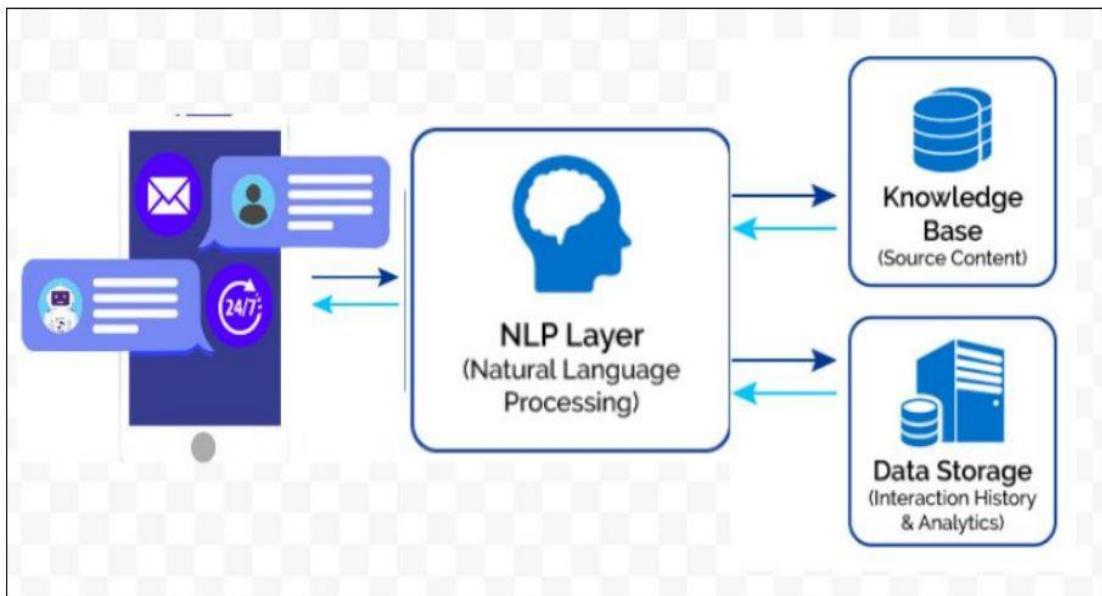 24/7
NLP Layer
(Natural Language
Processing)
Knowledge
Base
(Source Content)
Data Storage
(Interaction History
& Analytics)